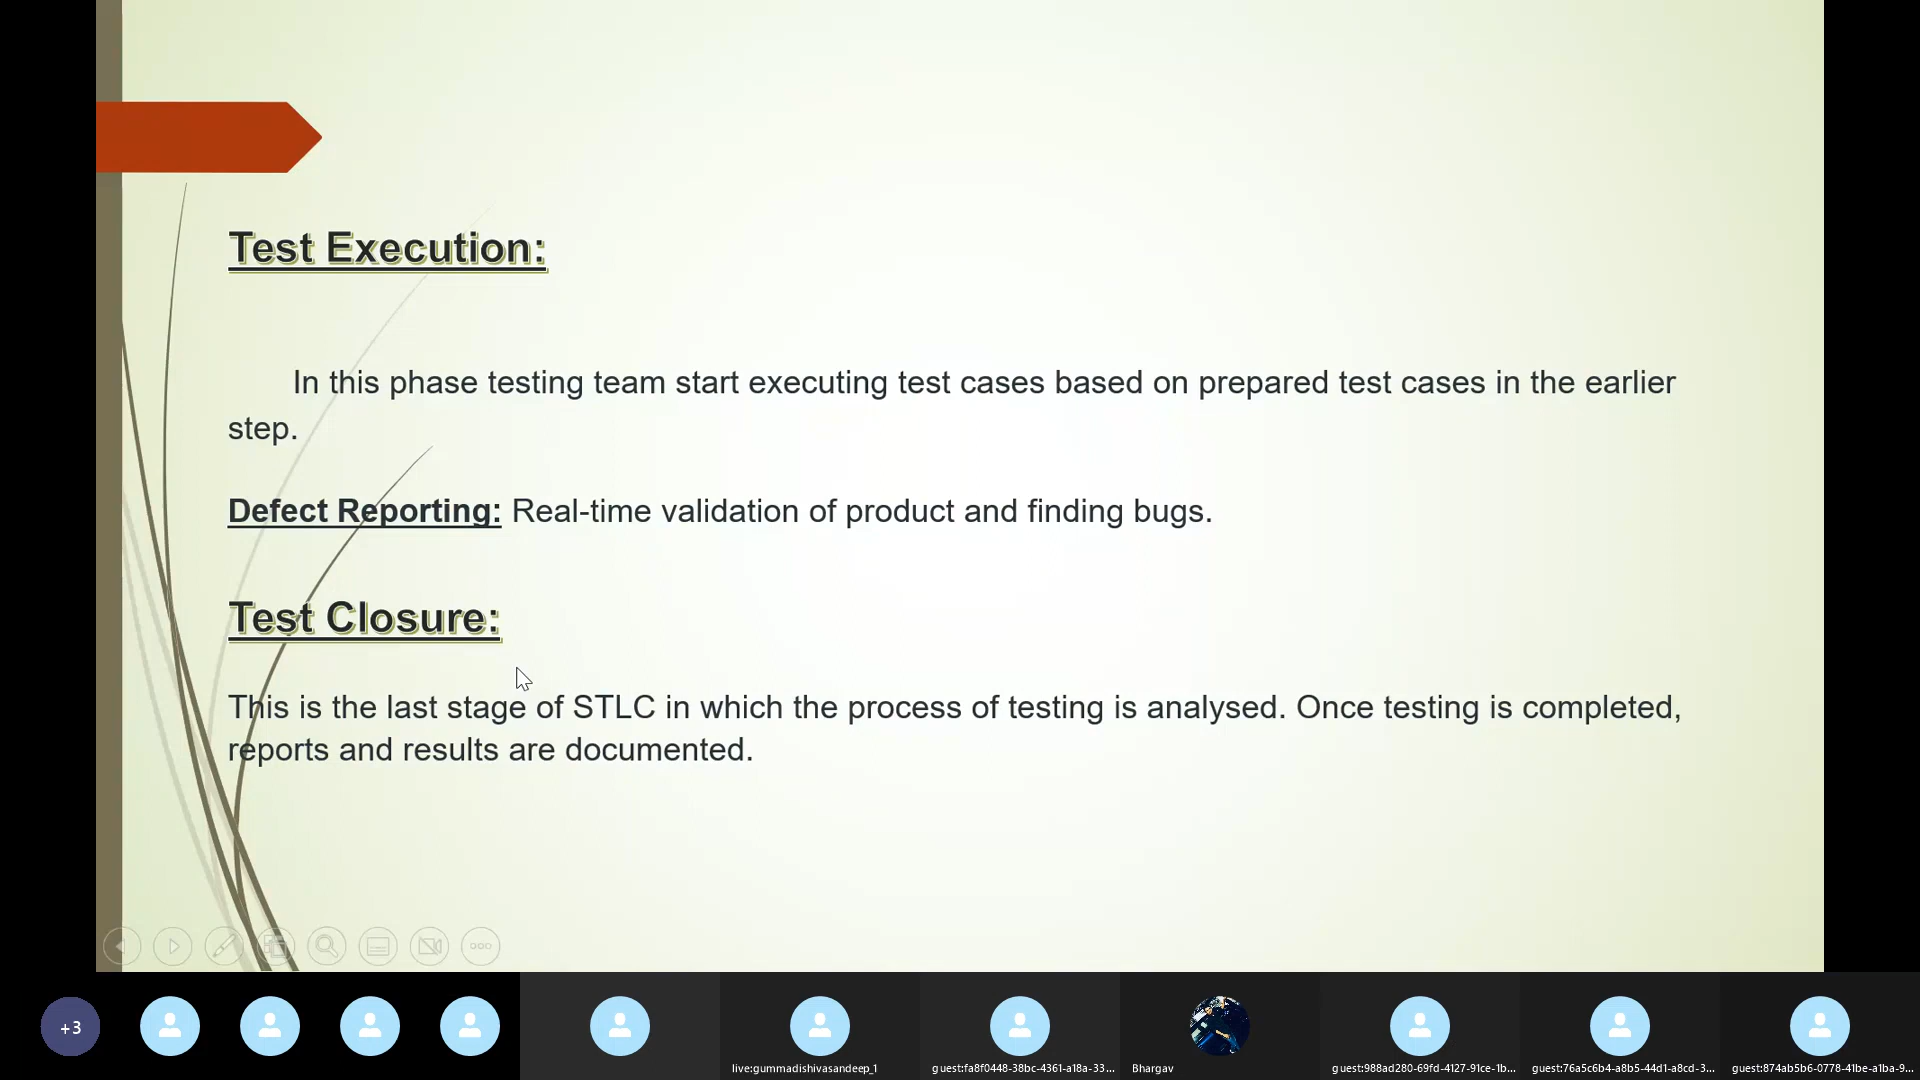 Test Execution:
In this phase testing team start executing test cases based on prepared test cases in the earlier
step.
Defect Reporting: Real-time validation of product and finding bugs.
Test Closure:
This is the last stage of STLC in which the process of testing is analysed. Once testing is completed,
reports and results are documented.
+3
live:gummadishivasandeep_1
guest:fa8f0448-38bc-4361-a18a-33...
Bhargav
guest:988ad280-69fd-4127-91ce-1b...
guest:76a5c6b4-a8b5-44d1-a8cd-3...
guest:874ab5b6-0778-41be-a1ba-9...